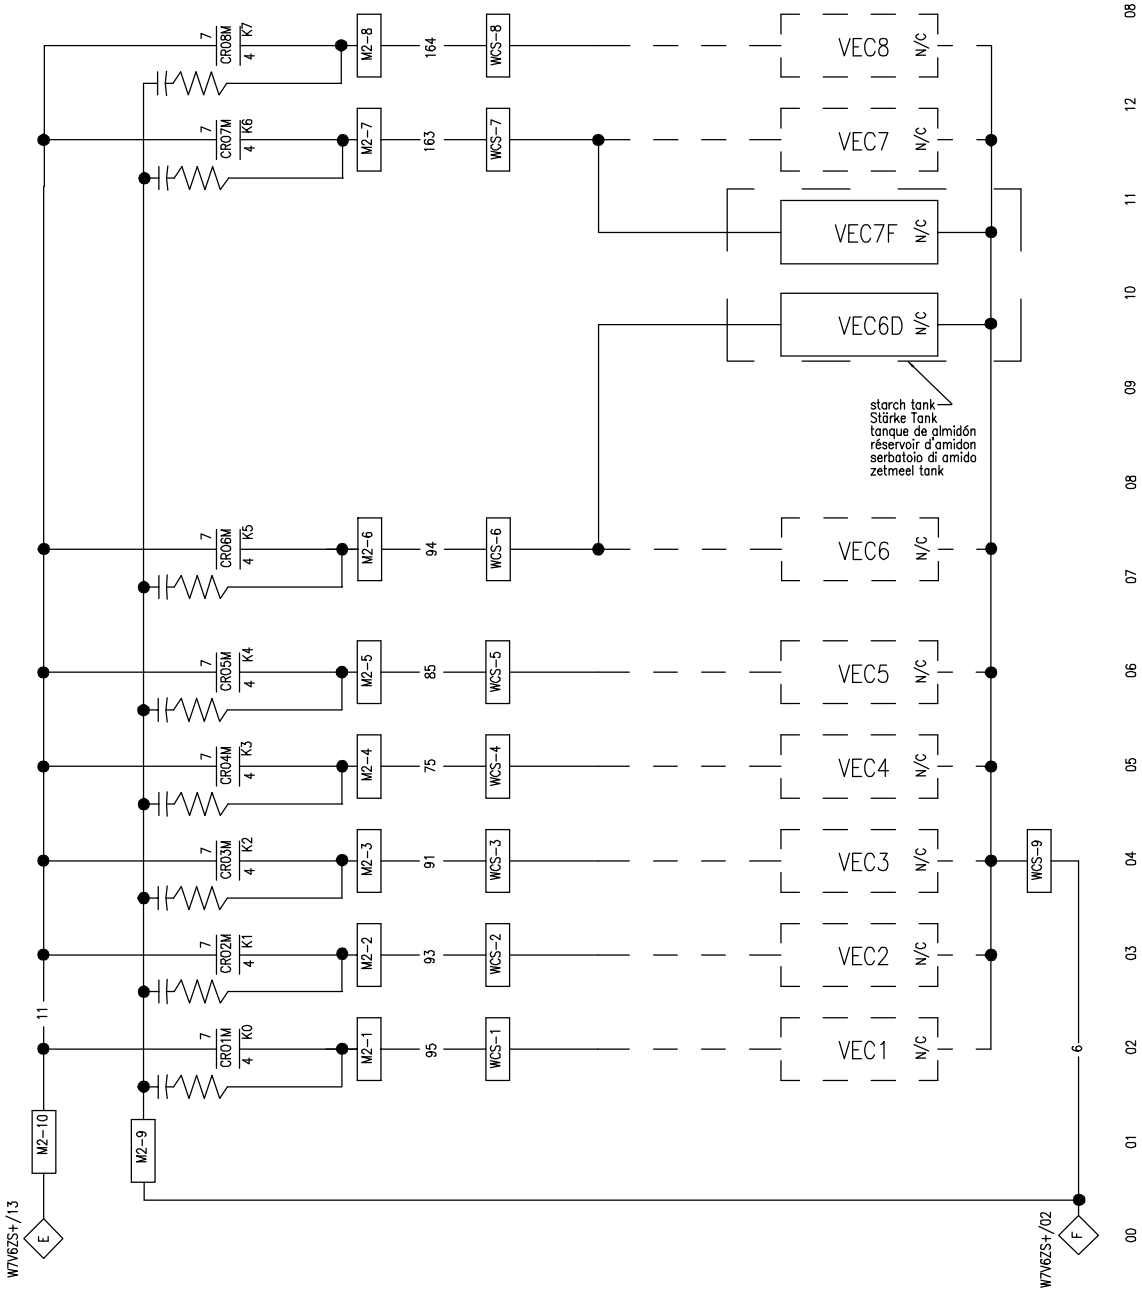 7
CR08M
4
K7
M2-8
164
WCS-8
VEC8
N/C
08
12
7
CR07M
4
K6
M2-7
163
WCS-7
VEC7
N/C
11
VEC7F
N/C
10
VEC6D
N/C
starch tank
Stärke Tank
tanque de almidón
réservoir d'amidon
serbatoio di amido
zetmeel tank
09
08
7
CR06M
4
K5
M2-6
94
WCS-6
VEC6
N/C
07
7
CR05M
4
K4
M2-5
85
WCS-5
VEC5
N/C
06
7
CR04M
4
K3
M2-4
75
WCS-4
VEC4
N/C
05
7
CR03M
4
K2
M2-3
91
WCS-3
VEC3
N/C
WCS-9
04
7
CR02M
4
K1
M2-2
93
WCS-2
VEC2
N/C
03
11
7
CR01M
4
K0
M2-1
95
WCS-1
VEC1
N/C
6
02
M2-10
M2-9
01
W7V6ZS+/13
E
W7V6ZS+/02
F
00